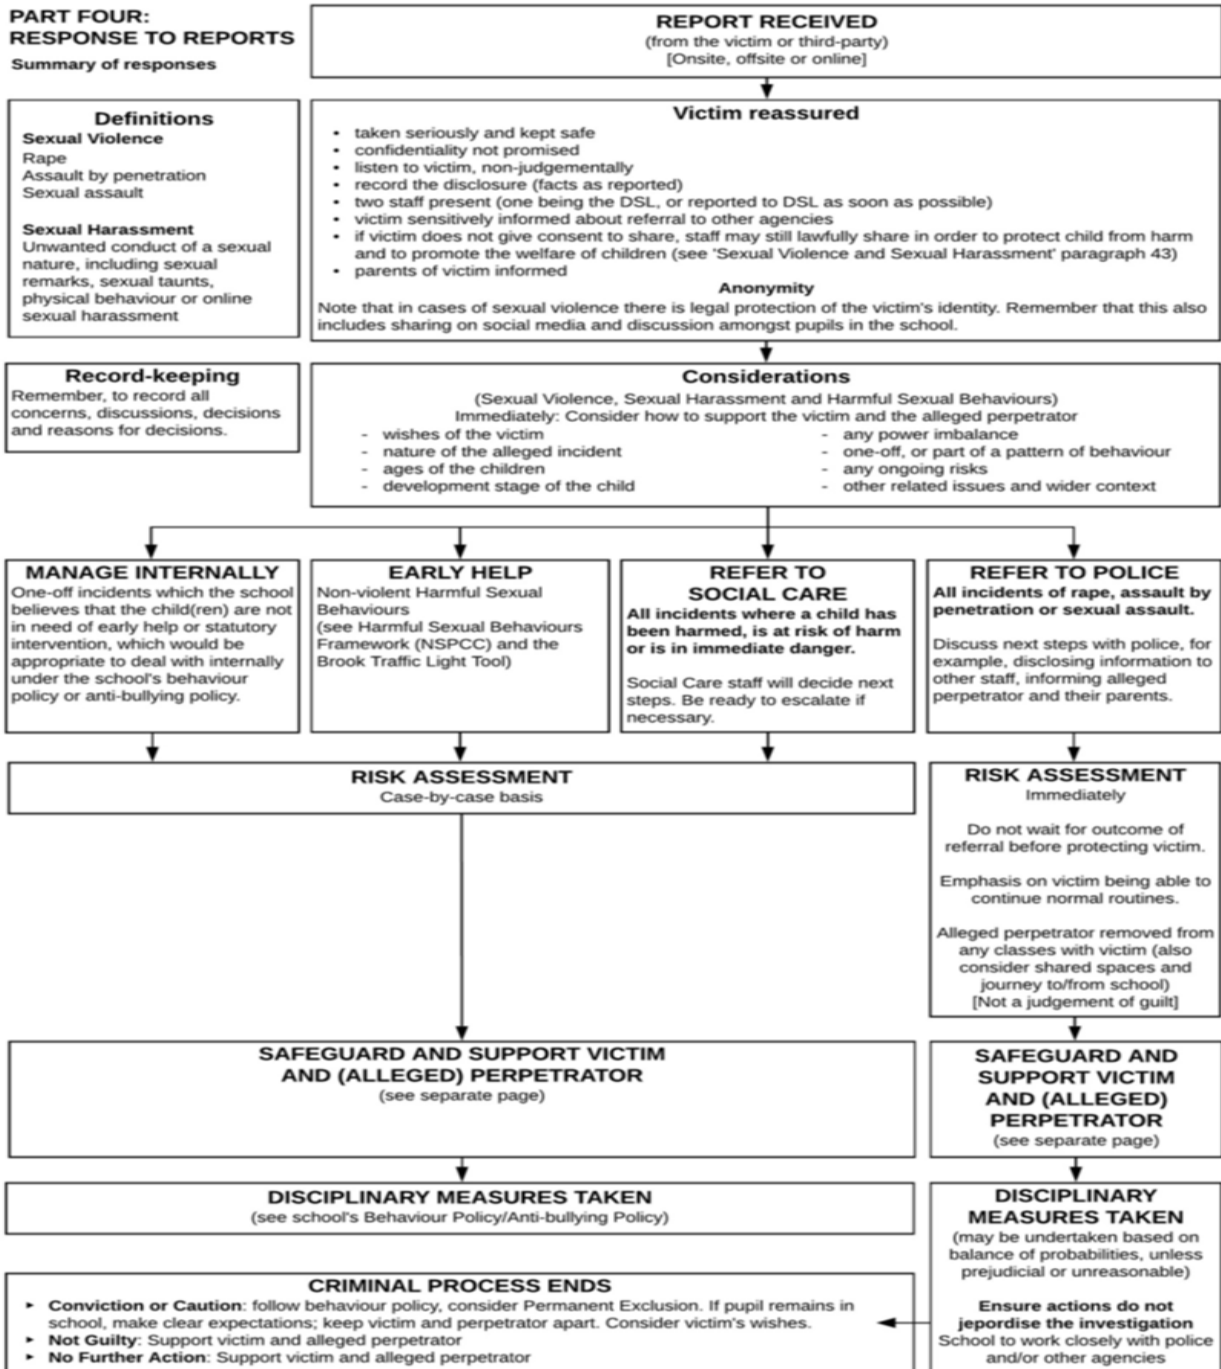 PART FOUR:
RESPONSE TO REPORTS
Summary of responses
REPORT RECEIVED
(from the victim or third-party)
[Onsite, offsite or online]
Definitions
Sexual Violence
Rape
Assault by penetration
Sexual assault
Sexual Harassment
Unwanted conduct of a sexual
nature, including sexual
remarks, sexual taunts,
physical behaviour or online
sexual harassment
Victim reassured
• taken seriously and kept safe
• confidentiality not promised
• listen to victim, non-judgementally
• record the disclosure (facts as reported)
• two staff present (one being the DSL, or reported to DSL as soon as possible)
• victim sensitively informed about referral to other agencies
• if victim does not give consent to share, staff may still lawfully share in order to protect child from harm
and to promote the welfare of children (see 'Sexual Violence and Sexual Harassment' paragraph 43)
• parents of victim informed
Anonymity
Note that in cases of sexual violence there is legal protection of the victim's identity. Remember that this also
includes sharing on social media and discussion amongst pupils in the school.
Record-keeping
Remember, to record all
concerns, discussions, decisions
and reasons for decisions.
Considerations
(Sexual Violence, Sexual Harassment and Harmful Sexual Behaviours)
Immediately: Consider how to support the victim and the alleged perpetrator
- wishes of the victim
- nature of the alleged incident
- ages of the children
- development stage of the child
- any power imbalance
- one-off, or part of a pattern of behaviour
- any ongoing risks
- other related issues and wider context
MANAGE INTERNALLY
One-off incidents which the school
believes that the child(ren) are not
in need of early help or statutory
intervention, which would be
appropriate to deal with internally
under the school's behaviour
policy or anti-bullying policy.
EARLY HELP
Non-violent Harmful Sexual
Behaviours
(see Harmful Sexual Behaviours
Framework (NSPCC) and the
Brook Traffic Light Tool)
REFER TO
SOCIAL CARE
All incidents where a child has
been harmed, is at risk of harm
or is in immediate danger.
Social Care staff will decide next
steps. Be ready to escalate if
necessary.
REFER TO POLICE
All incidents of rape, assault by
penetration or sexual assault.
Discuss next steps with police, for
example, disclosing information to
other staff, informing alleged
perpetrator and their parents.
RISK ASSESSMENT
Case-by-case basis
RISK ASSESSMENT
Immediately
Do not wait for outcome of
referral before protecting victim.
Emphasis on victim being able to
continue normal routines.
Alleged perpetrator removed from
any classes with victim (also
consider shared spaces and
journey to/from school)
[Not a judgement of guilt]
SAFEGUARD AND SUPPORT VICTIM
AND (ALLEGED) PERPETRATOR
(see separate page)
SAFEGUARD AND
SUPPORT VICTIM
AND (ALLEGED)
PERPETRATOR
(see separate page)
DISCIPLINARY MEASURES TAKEN
(see school's Behaviour Policy/Anti-bullying Policy)
DISCIPLINARY
MEASURES TAKEN
(may be undertaken based on
balance of probabilities, unless
prejudicial or unreasonable)
Ensure actions do not
jepordise the investigation
School to work closely with police
and/or other agencies
CRIMINAL PROCESS ENDS
► Conviction or Caution: follow behaviour policy, consider Permanent Exclusion. If pupil remains in
school, make clear expectations; keep victim and perpetrator apart. Consider victim's wishes.
► Not Guilty: Support victim and alleged perpetrator
► No Further Action: Support victim and alleged perpetrator